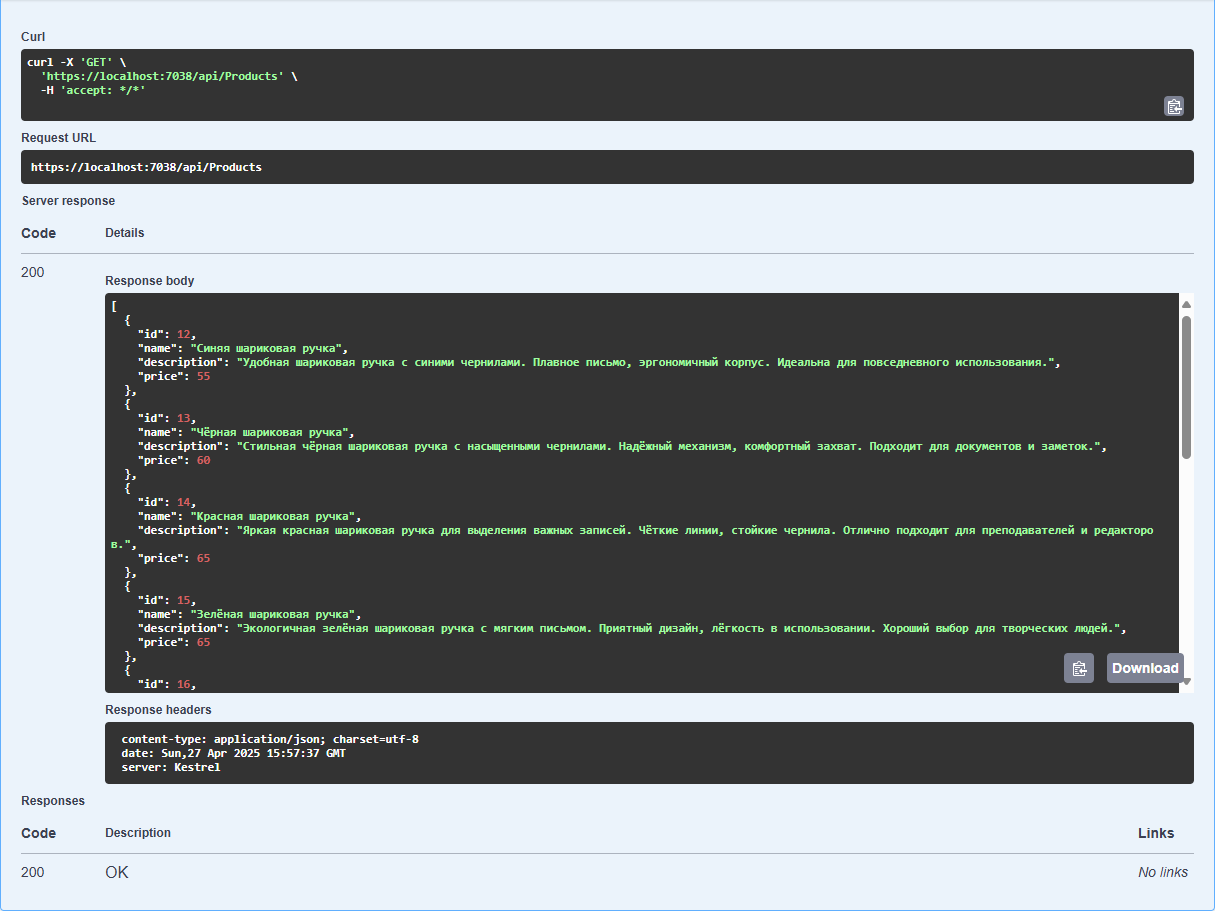 Curl
curl -X 'GET' \
  'https://localhost:7038/api/Products' \
  -H 'accept: */*'
Request URL
https://localhost:7038/api/Products
Server response
Code Details
200
Response body
[
  {
    "id": 12,
    "name": "Синяя шариковая ручка",
    "description": "Удобная шариковая ручка с синими чернилами. Плавное письмо, эргономичный корпус. Идеальна для повседневного использования.",
    "price": 55
  },
  {
    "id": 13,
    "name": "Чёрная шариковая ручка",
    "description": "Стильная чёрная шариковая ручка с насыщенными чернилами. Надёжный механизм, комфортный захват. Подходит для документов и заметок.",
    "price": 60
  },
  {
    "id": 14,
    "name": "Красная шариковая ручка",
    "description": "Яркая красная шариковая ручка для выделения важных записей. Чёткие линии, стойкие чернила. Отлично подходит для преподавателей и редакторо
в.",
    "price": 65
  },
  {
    "id": 15,
    "name": "Зелёная шариковая ручка",
    "description": "Экологичная зелёная шариковая ручка с мягким письмом. Приятный дизайн, лёгкость в использовании. Хороший выбор для творческих людей.",
    "price": 65
  },
  {
    "id": 16,
Download
Response headers
content-type: application/json; charset=utf-8
date: Sun,27 Apr 2025 15:57:37 GMT
server: Kestrel
Responses
Code Description Links
200 OK No links